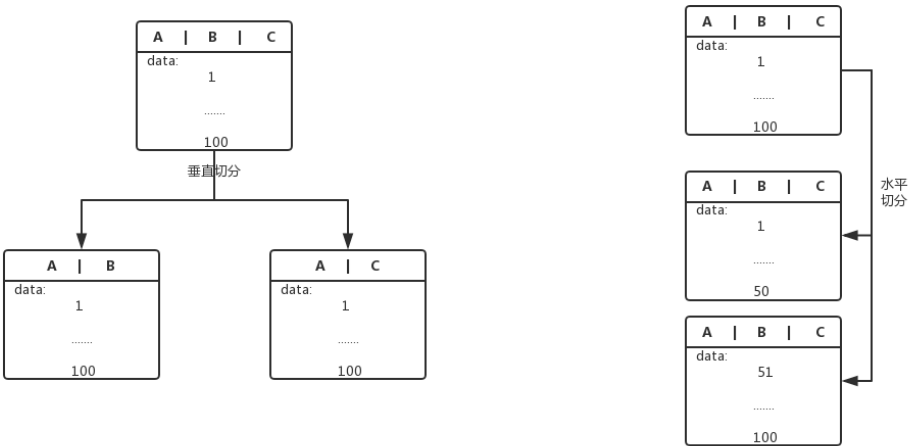 A | B | C
data:
1
.......
100
垂直切分
A | B
data:
1
.......
100
A | C
data:
1
.......
100
A | B | C
data:
1
.......
100
水平
切分
A | B | C
data:
1
.......
50
A | B | C
data:
51
.......
100